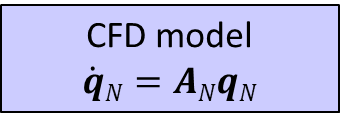 CFD model
q̇_N = A_N q_N